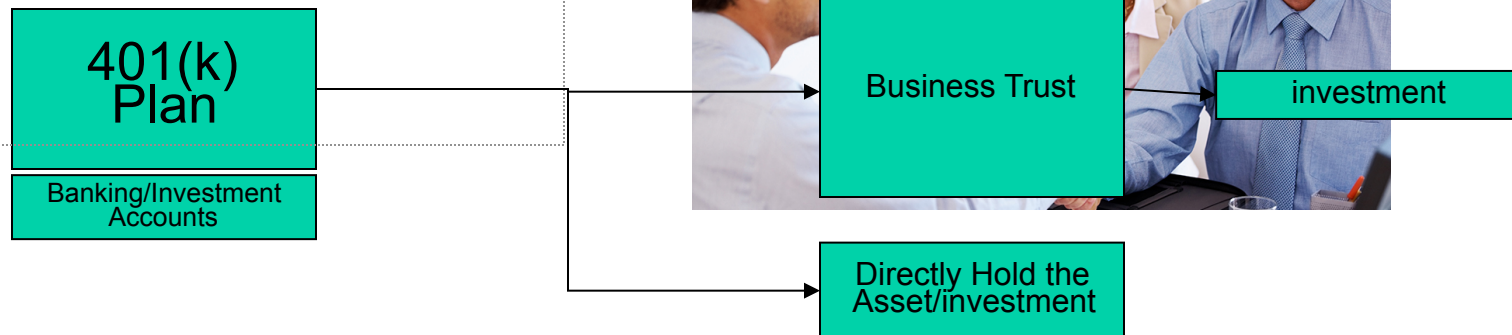 401(k)
Plan
Banking/Investment
Accounts
Business Trust
investment
Directly Hold the
Asset/investment